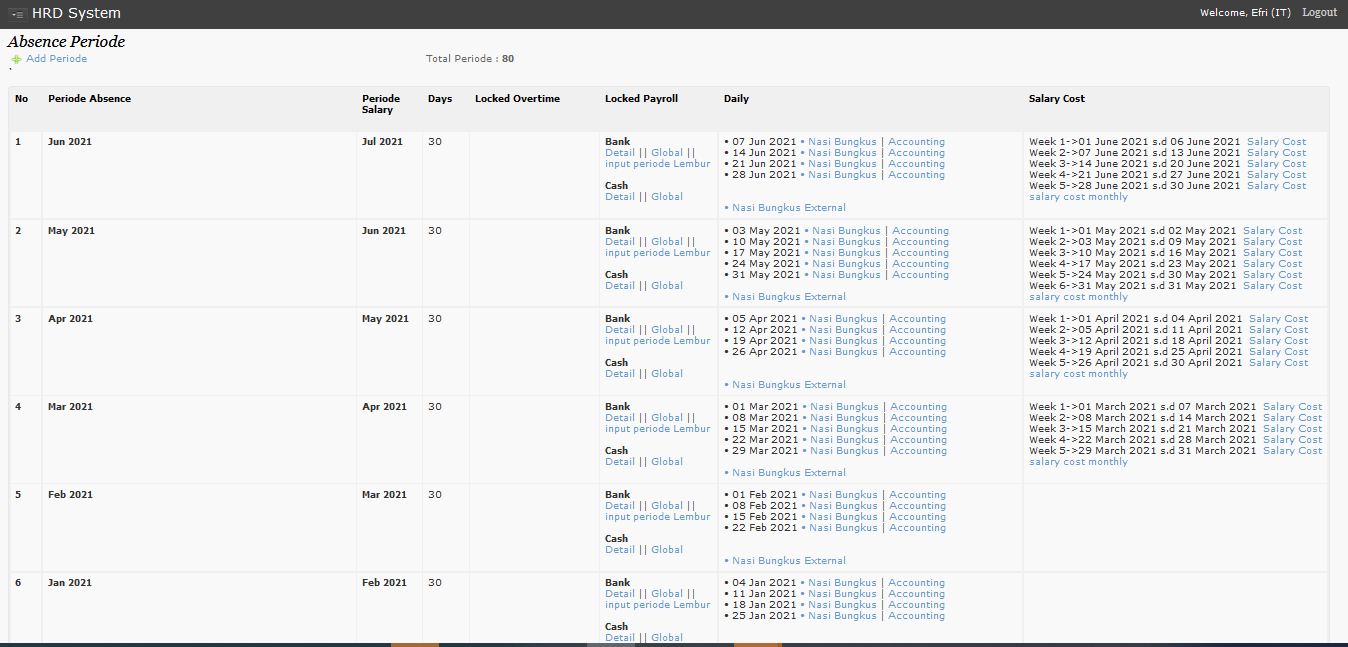 HRD System
Welcome, Efri (IT) Logout
Absence Periode
Add Periode
Total Periode : 80
No Periode Absence Periode Salary Days Locked Overtime Locked Payroll Daily Salary Cost
1 Jun 2021 Jul 2021 30
Bank
Detail || Global ||
input periode Lembur
Cash
Detail || Global
• 07 Jun 2021 • Nasi Bungkus | Accounting
• 14 Jun 2021 • Nasi Bungkus | Accounting
• 21 Jun 2021 • Nasi Bungkus | Accounting
• 28 Jun 2021 • Nasi Bungkus | Accounting
• Nasi Bungkus External
Week 1->01 June 2021 s.d 06 June 2021 Salary Cost
Week 2->07 June 2021 s.d 13 June 2021 Salary Cost
Week 3->14 June 2021 s.d 20 June 2021 Salary Cost
Week 4->21 June 2021 s.d 27 June 2021 Salary Cost
Week 5->28 June 2021 s.d 30 June 2021 Salary Cost
salary cost monthly
2 May 2021 Jun 2021 30
Bank
Detail || Global ||
input periode Lembur
Cash
Detail || Global
• 03 May 2021 • Nasi Bungkus | Accounting
• 10 May 2021 • Nasi Bungkus | Accounting
• 17 May 2021 • Nasi Bungkus | Accounting
• 24 May 2021 • Nasi Bungkus | Accounting
• 31 May 2021 • Nasi Bungkus | Accounting
• Nasi Bungkus External
Week 1->01 May 2021 s.d 02 May 2021 Salary Cost
Week 2->03 May 2021 s.d 09 May 2021 Salary Cost
Week 3->10 May 2021 s.d 16 May 2021 Salary Cost
Week 4->17 May 2021 s.d 23 May 2021 Salary Cost
Week 5->24 May 2021 s.d 30 May 2021 Salary Cost
Week 6->31 May 2021 s.d 31 May 2021 Salary Cost
salary cost monthly
3 Apr 2021 May 2021 30
Bank
Detail || Global ||
input periode Lembur
Cash
Detail || Global
• 05 Apr 2021 • Nasi Bungkus | Accounting
• 12 Apr 2021 • Nasi Bungkus | Accounting
• 19 Apr 2021 • Nasi Bungkus | Accounting
• 26 Apr 2021 • Nasi Bungkus | Accounting
• Nasi Bungkus External
Week 1->01 April 2021 s.d 04 April 2021 Salary Cost
Week 2->05 April 2021 s.d 11 April 2021 Salary Cost
Week 3->12 April 2021 s.d 18 April 2021 Salary Cost
Week 4->19 April 2021 s.d 25 April 2021 Salary Cost
Week 5->26 April 2021 s.d 30 April 2021 Salary Cost
salary cost monthly
4 Mar 2021 Apr 2021 30
Bank
Detail || Global ||
input periode Lembur
Cash
Detail || Global
• 01 Mar 2021 • Nasi Bungkus | Accounting
• 08 Mar 2021 • Nasi Bungkus | Accounting
• 15 Mar 2021 • Nasi Bungkus | Accounting
• 22 Mar 2021 • Nasi Bungkus | Accounting
• 29 Mar 2021 • Nasi Bungkus | Accounting
• Nasi Bungkus External
Week 1->01 March 2021 s.d 07 March 2021 Salary Cost
Week 2->08 March 2021 s.d 14 March 2021 Salary Cost
Week 3->15 March 2021 s.d 21 March 2021 Salary Cost
Week 4->22 March 2021 s.d 28 March 2021 Salary Cost
Week 5->29 March 2021 s.d 31 March 2021 Salary Cost
salary cost monthly
5 Feb 2021 Mar 2021 30
Bank
Detail || Global ||
input periode Lembur
Cash
Detail || Global
• 01 Feb 2021 • Nasi Bungkus | Accounting
• 08 Feb 2021 • Nasi Bungkus | Accounting
• 15 Feb 2021 • Nasi Bungkus | Accounting
• 22 Feb 2021 • Nasi Bungkus | Accounting
• Nasi Bungkus External
6 Jan 2021 Feb 2021 30
Bank
Detail || Global ||
input periode Lembur
Cash
Detail || Global
• 04 Jan 2021 • Nasi Bungkus | Accounting
• 11 Jan 2021 • Nasi Bungkus | Accounting
• 18 Jan 2021 • Nasi Bungkus | Accounting
• 25 Jan 2021 • Nasi Bungkus | Accounting